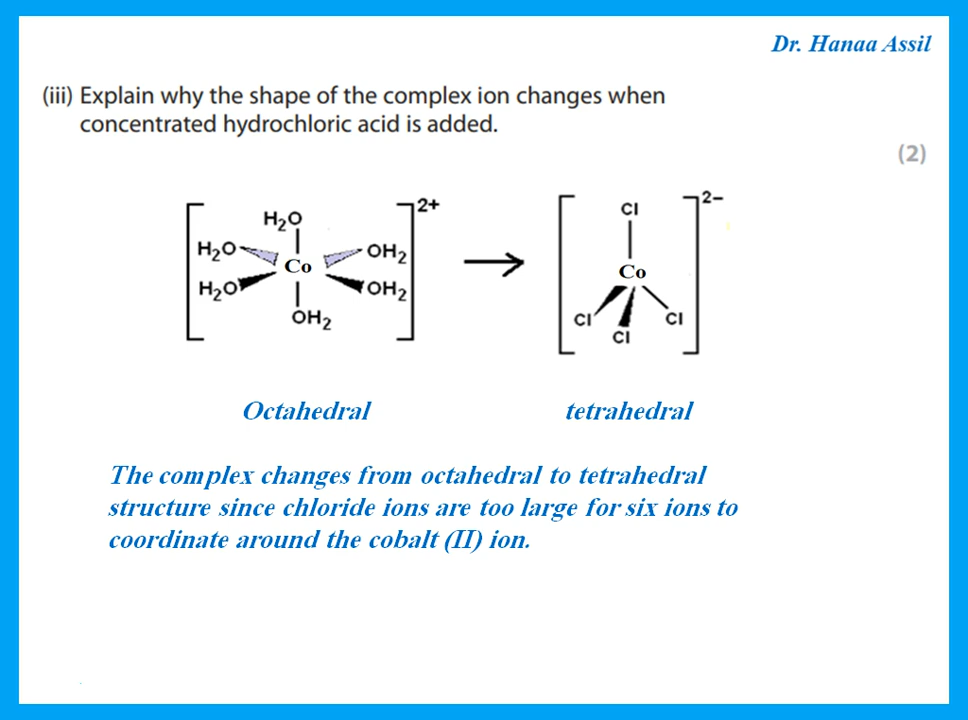 Dr. Hanaa Assil
(iii) Explain why the shape of the complex ion changes when
concentrated hydrochloric acid is added.
(2)
2+
2–
H₂O
Cl
H₂O
OH₂
Co
Co
H₂O
OH₂
OH₂
Cl
Cl
Cl
Octahedral
tetrahedral
The complex changes from octahedral to tetrahedral
structure since chloride ions are too large for six ions to
coordinate around the cobalt (II) ion.